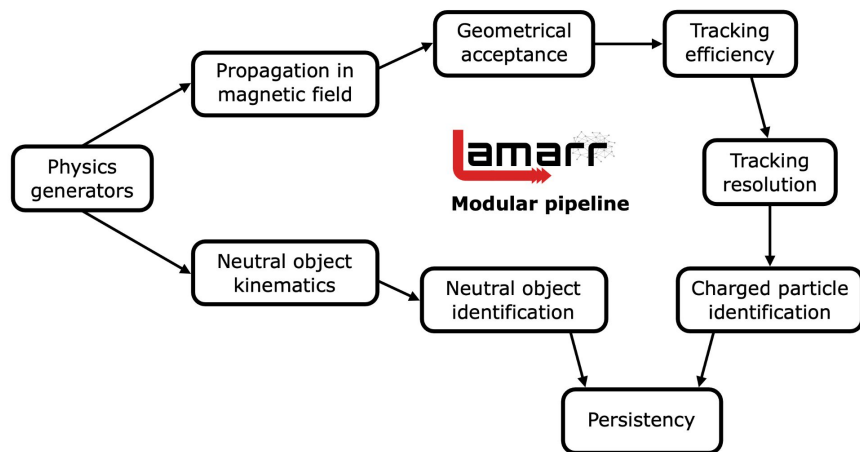 Geometrical
acceptance
Tracking
efficiency
Propagation in
magnetic field
Physics
generators
Lamarr
Modular pipeline
Tracking
resolution
Neutral object
kinematics
Neutral object
identification
Charged particle
identification
Persistency